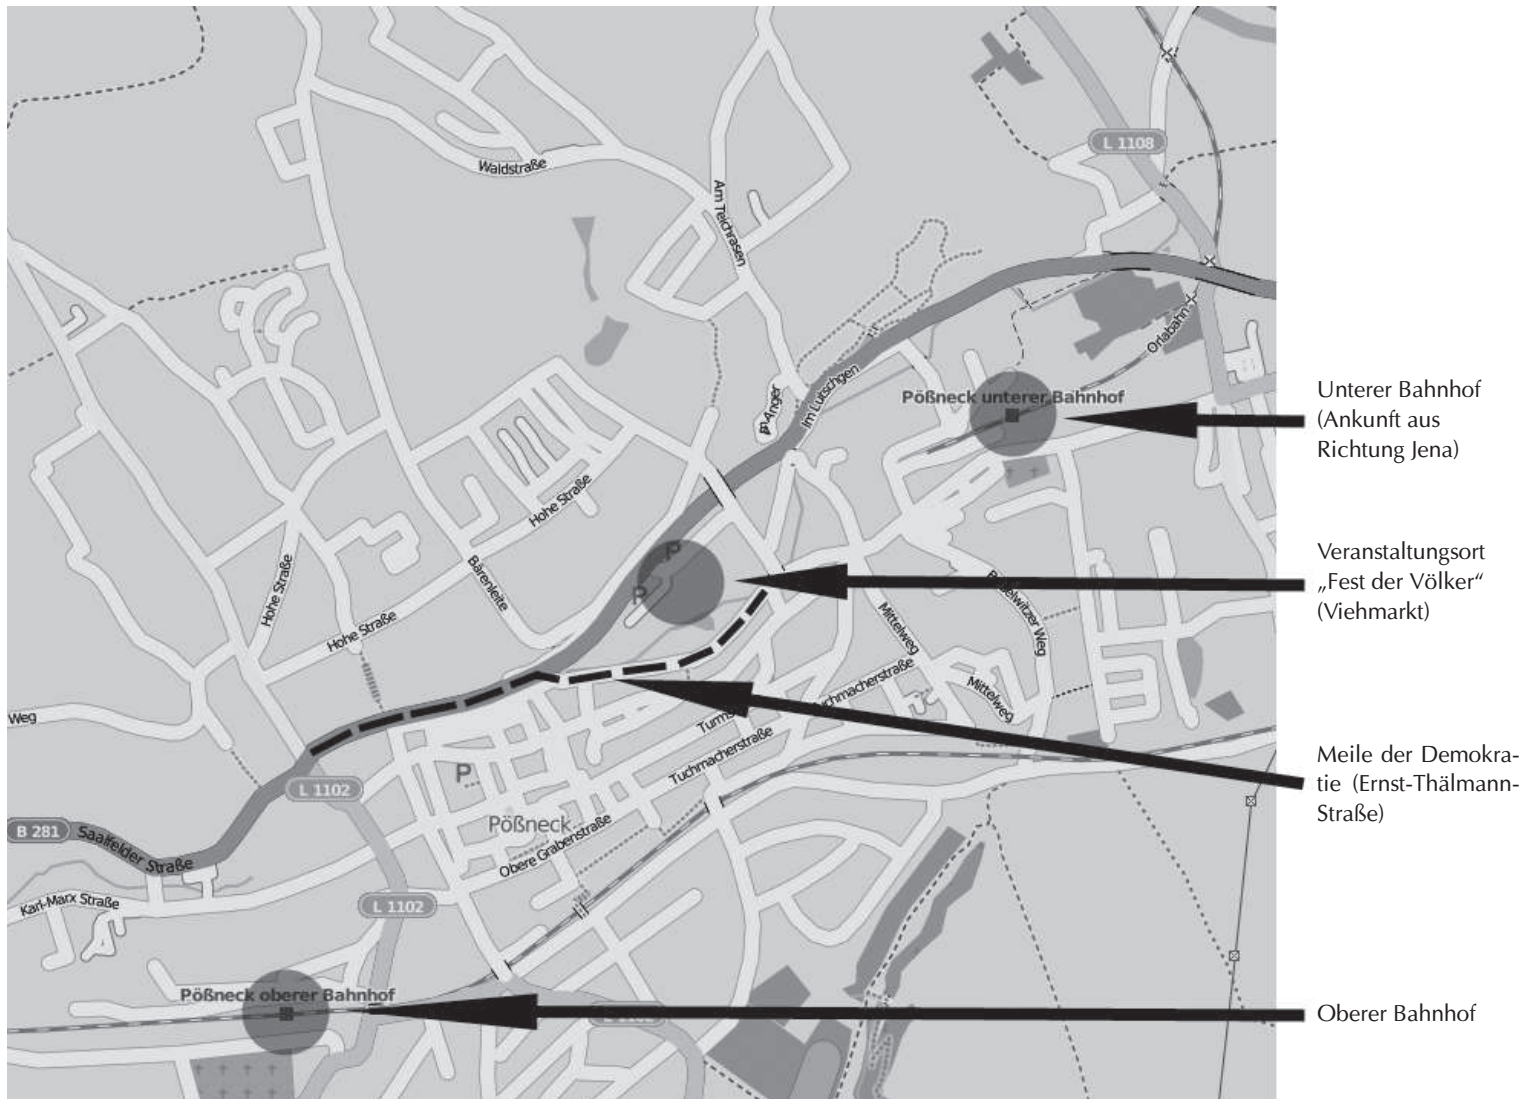 L 1108
Waldstraße
Am Teichrasen
Orlabahn
Im Lutschgen
Pößneck unterer Bahnhof
Unterer Bahnhof
(Ankunft aus
Richtung Jena)
Anger
Hohe Straße
P
P
Veranstaltungsort
„Fest der Völker“
(Viehmarkt)
Hohe Straße
Bärenleite
Hohe Straße
Mittelweg
Weg
Mittelweg
Tuchmacherstraße
Weg
Tuchmacherstraße
Meile der Demokra-
tie (Ernst-Thälmann-
Straße)
P
L 1102
Pößneck
B 281
Saalfelder Straße
Obere Grabenstraße
Karl-Marx Straße
L 1102
Pößneck oberer Bahnhof
Oberer Bahnhof